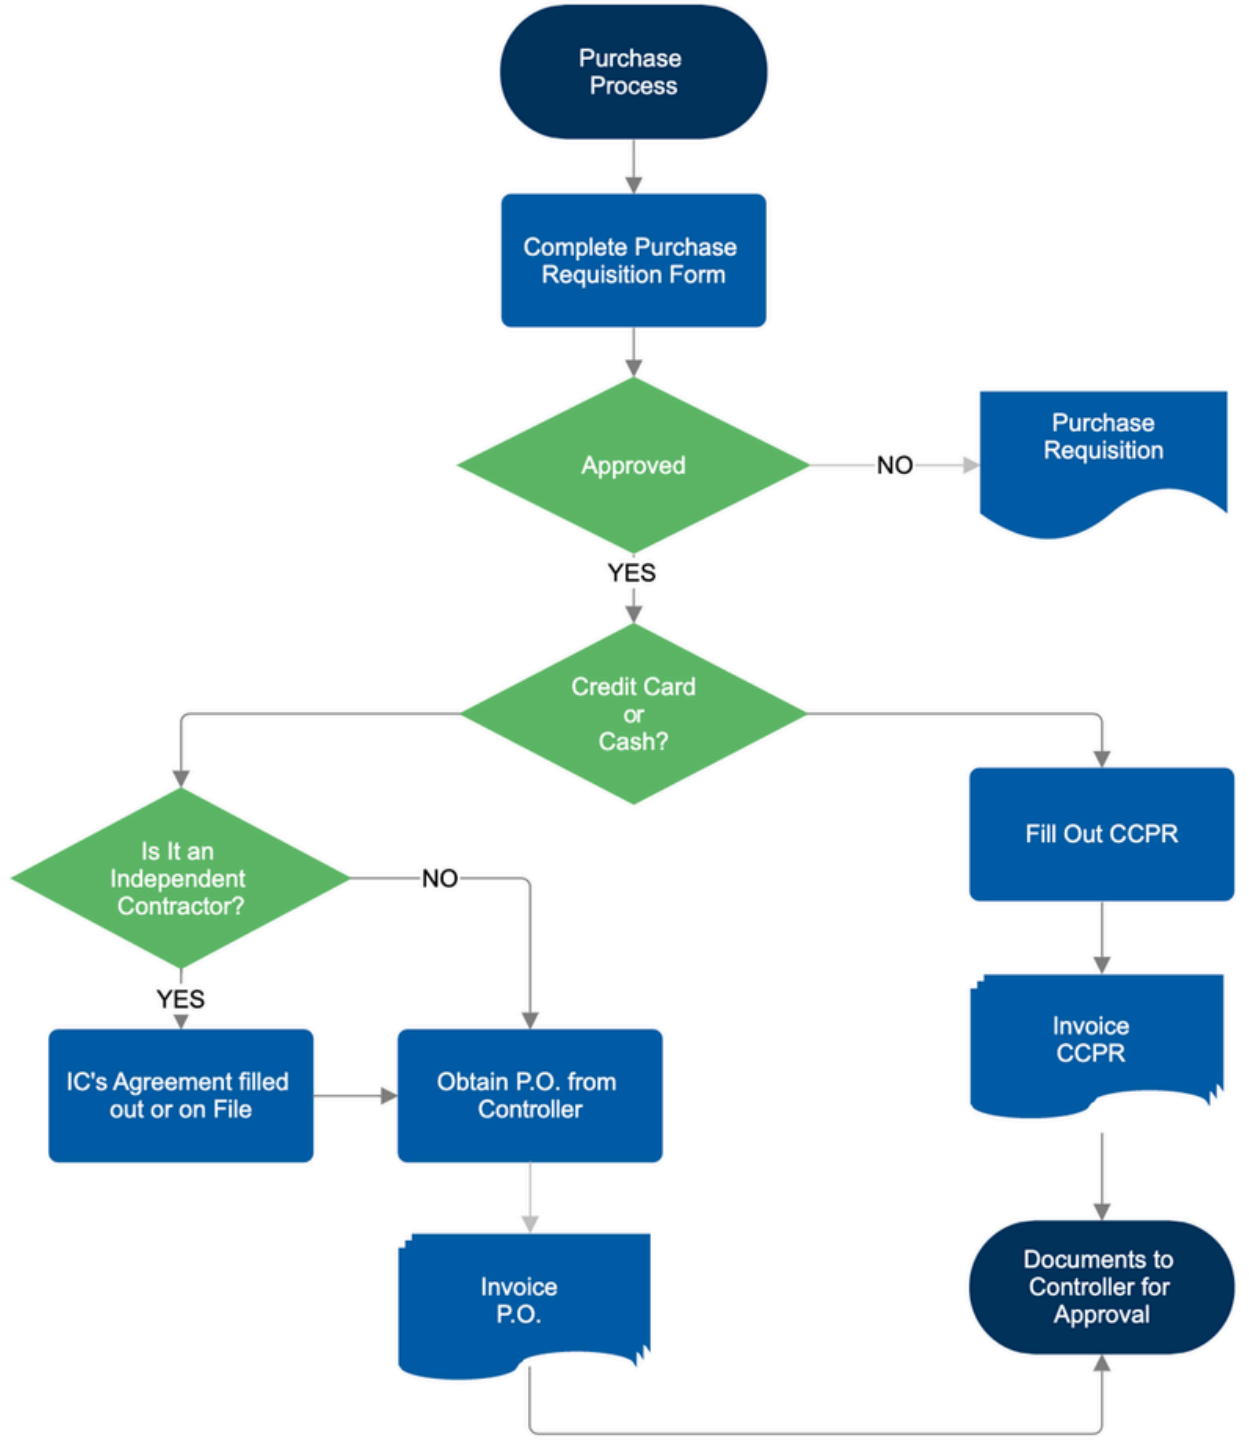 Purchase
Process
Complete Purchase
Requisition Form
Approved
NO
Purchase
Requisition
YES
Credit Card
or
Cash?
Is It an
Independent
Contractor?
NO
YES
Fill Out CCPR
IC's Agreement filled
out or on File
Obtain P.O. from
Controller
Invoice
CCPR
Invoice
P.O.
Documents to
Controller for
Approval